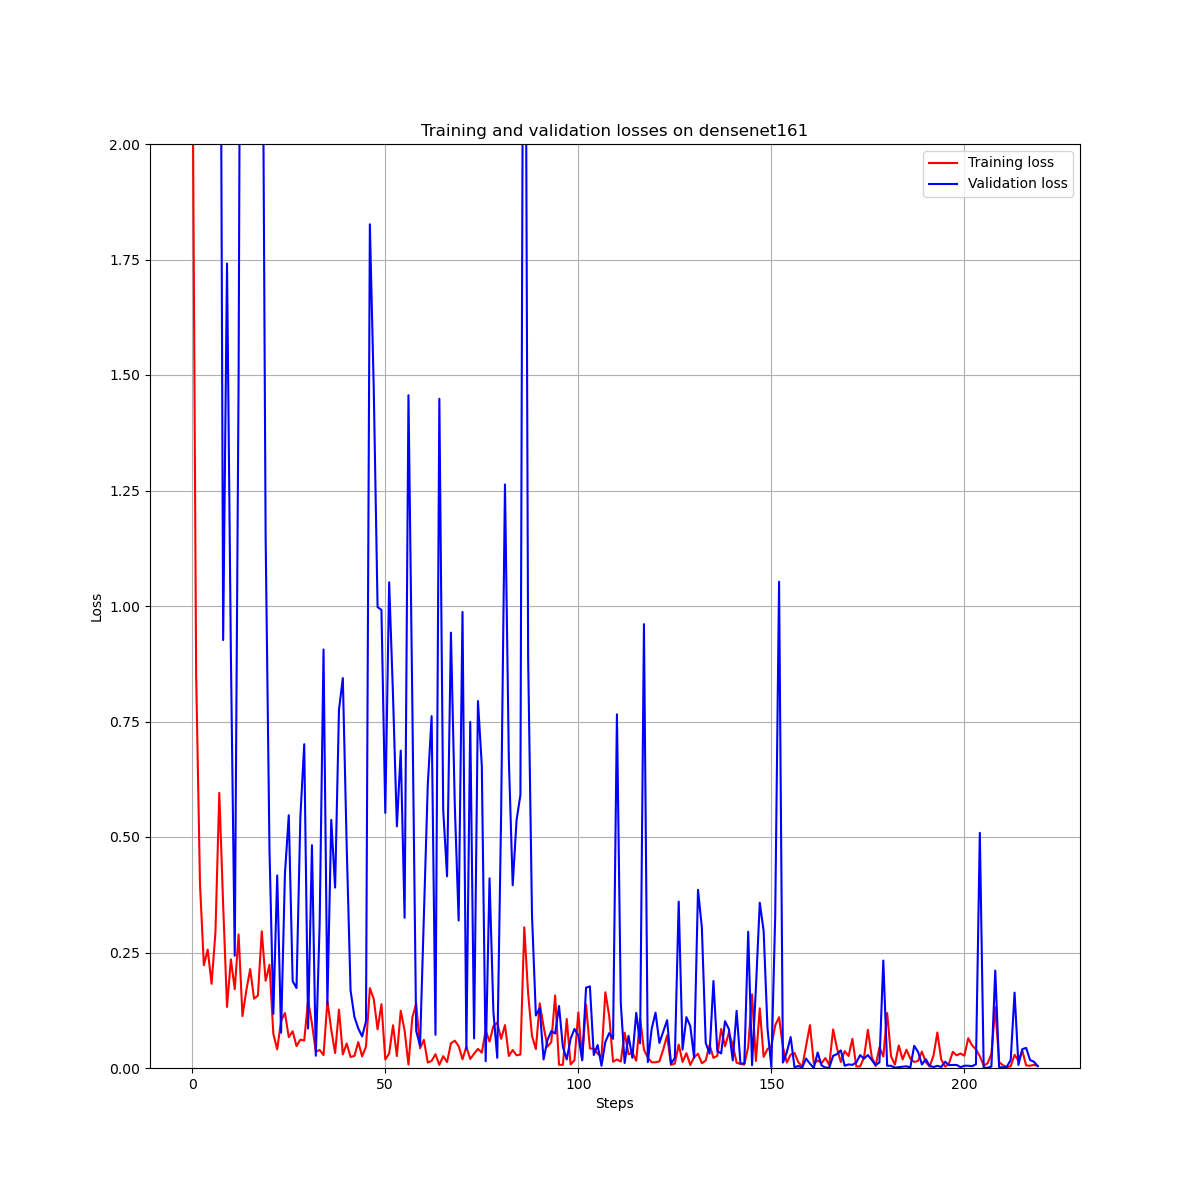 Training and validation losses on densenet161
Training loss
Validation loss
2.00
1.75
1.50
1.25
1.00
0.75
0.50
0.25
0.00
Loss
0 50 100 150 200
Steps